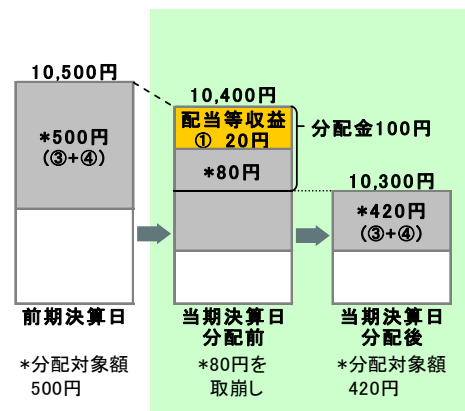 10,500円
*500円
(③+④)
前期決算日
*分配対象額
500円
10,400円
配当等収益
① 20円
*80円
分配金100円
当期決算日
分配前
*80円を
取崩し
10,300円
*420円
(③+④)
当期決算日
分配後
*分配対象額
420円